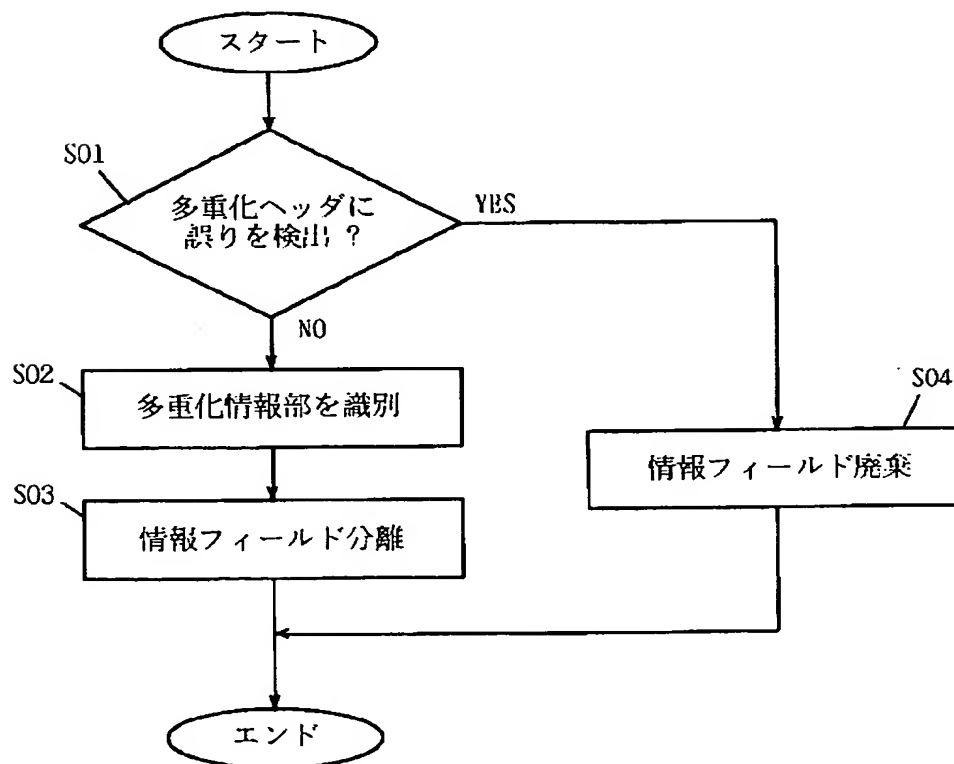 スタート
S01
多重化ヘッダに
誤りを検出?
YES
NO
S02
多重化情報部を識別
S04
情報フィールド廃棄
S03
情報フィールド分離
エンド